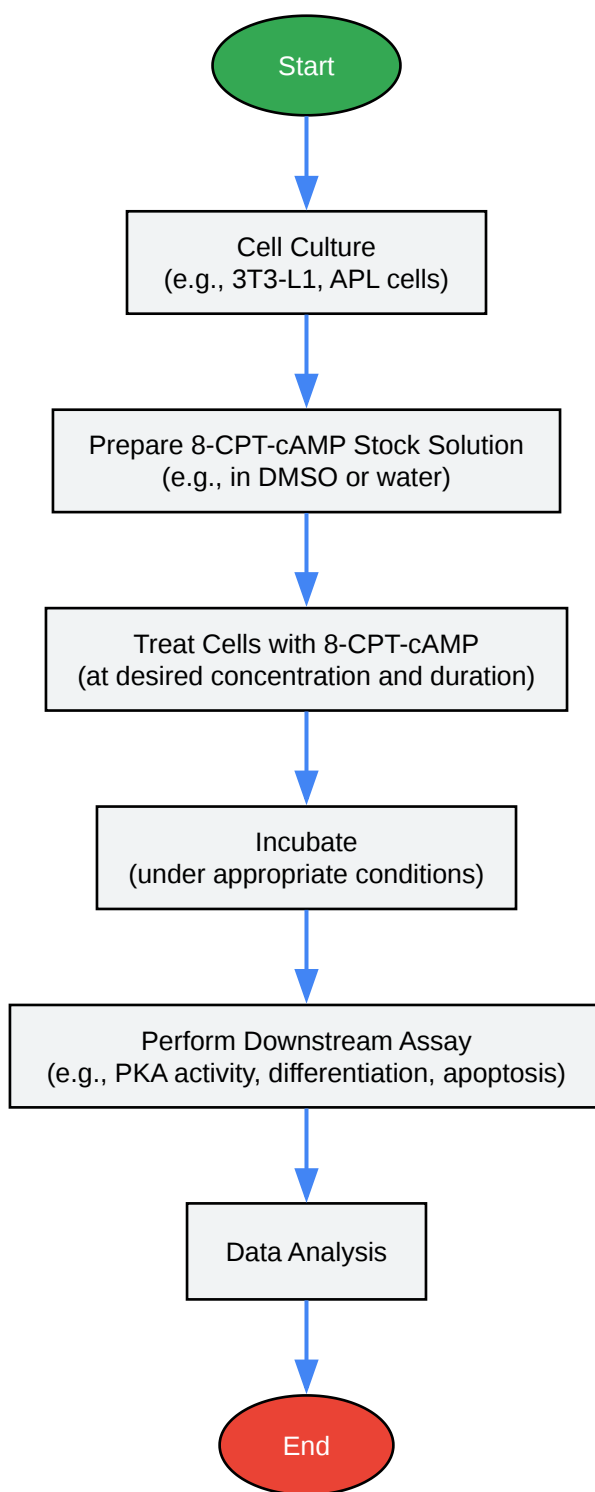 Start
Cell Culture
(e.g., 3T3-L1, APL cells)
Prepare 8-CPT-cAMP Stock Solution
(e.g., in DMSO or water)
Treat Cells with 8-CPT-cAMP
(at desired concentration and duration)
Incubate
(under appropriate conditions)
Perform Downstream Assay
(e.g., PKA activity, differentiation, apoptosis)
Data Analysis
End